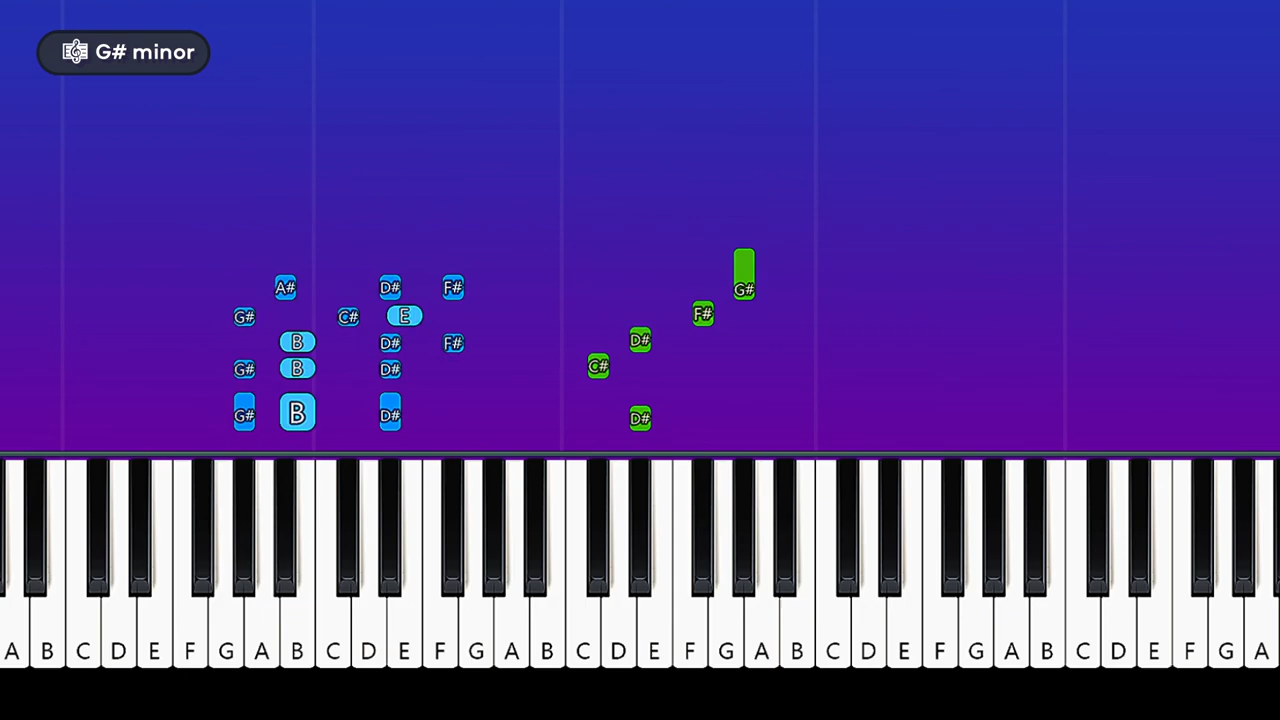 G# minor
A# D# F# G#
G# C# E F#
B D# F# D#
G# B D# C#
G# B D# D#
A B C D E F G A B C D E F G A B C D E F G A B C D E F G A B C D E F G A